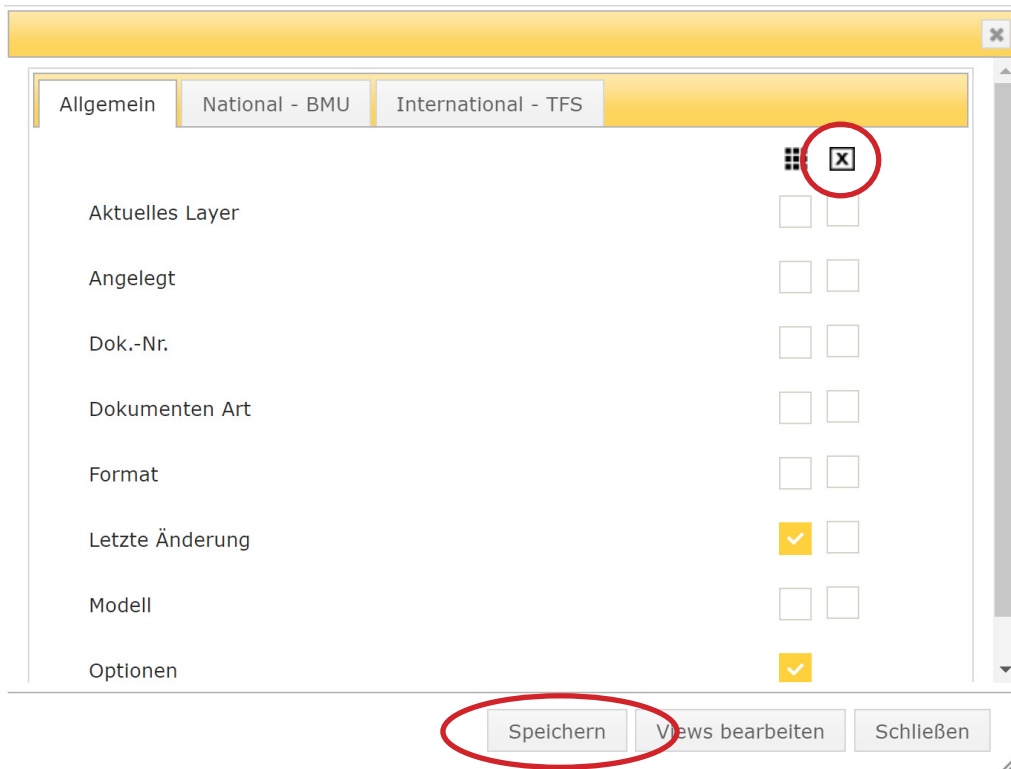 Allgemein National - BMU International - TFS
Aktuelles Layer
Angelegt
Dok.-Nr.
Dokumenten Art
Format
Letzte Änderung
Modell
Optionen
Speichern Views bearbeiten Schließen